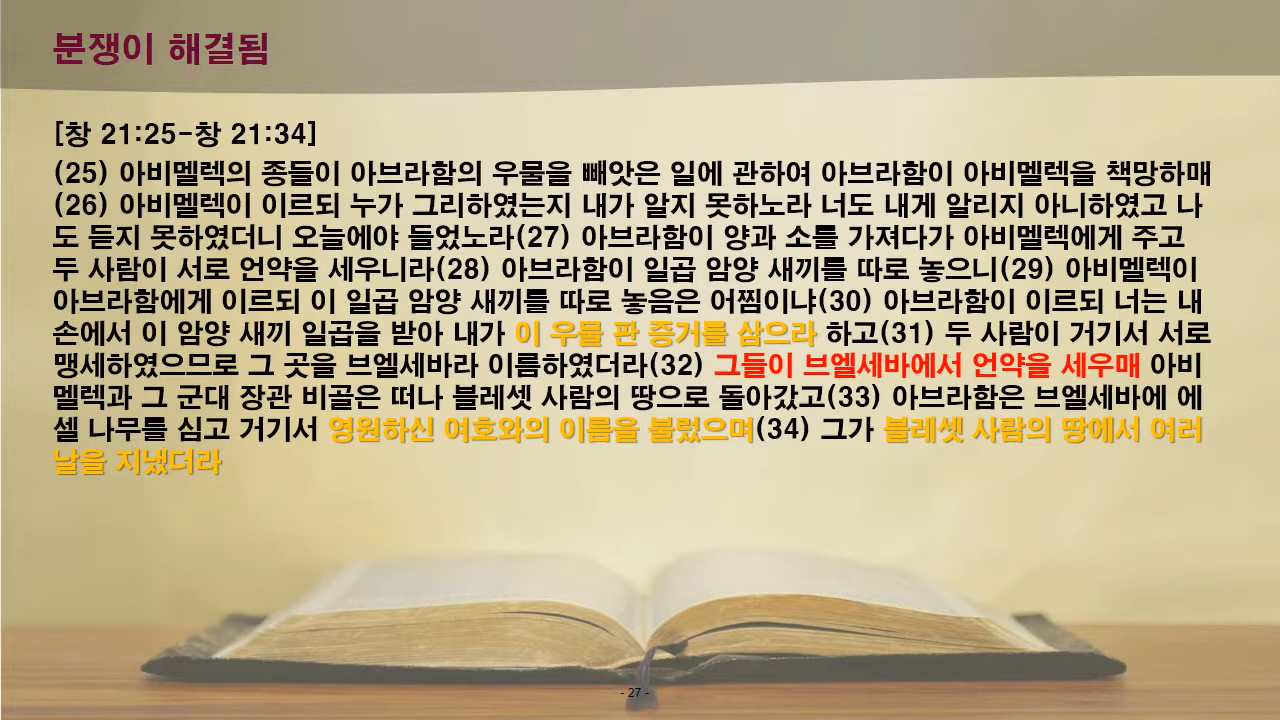 분쟁이 해결됨
[창 21:25-창 21:34]
(25) 아비멜렉의 종들이 아브라함의 우물을 빼앗은 일에 관하여 아브라함이 아비멜렉을 책망하매
(26) 아비멜렉이 이르되 누가 그리하였는지 내가 알지 못하노라 너도 내게 알리지 아니하였고 나
도 듣지 못하였더니 오늘에야 들었노라(27) 아브라함이 양과 소를 가져다가 아비멜렉에게 주고
두 사람이 서로 언약을 세우니라(28) 아브라함이 일곱 암양 새끼를 따로 놓으니(29) 아비멜렉이
아브라함에게 이르되 이 일곱 암양 새끼를 따로 놓음은 어찜이냐(30) 아브라함이 이르되 너는 내
손에서 이 암양 새끼 일곱을 받아 내가 이 우물 판 증거를 삼으라 하고(31) 두 사람이 거기서 서로
맹세하였으므로 그 곳을 브엘세바라 이름하였더라(32) 그들이 브엘세바에서 언약을 세우매 아비
멜렉과 그 군대 장관 비골은 떠나 블레셋 사람의 땅으로 돌아갔고(33) 아브라함은 브엘세바에 에
셀 나무를 심고 거기서 영원하신 여호와의 이름을 불렀으며(34) 그가 블레셋 사람의 땅에서 여러
날을 지냈더라
- 27 -